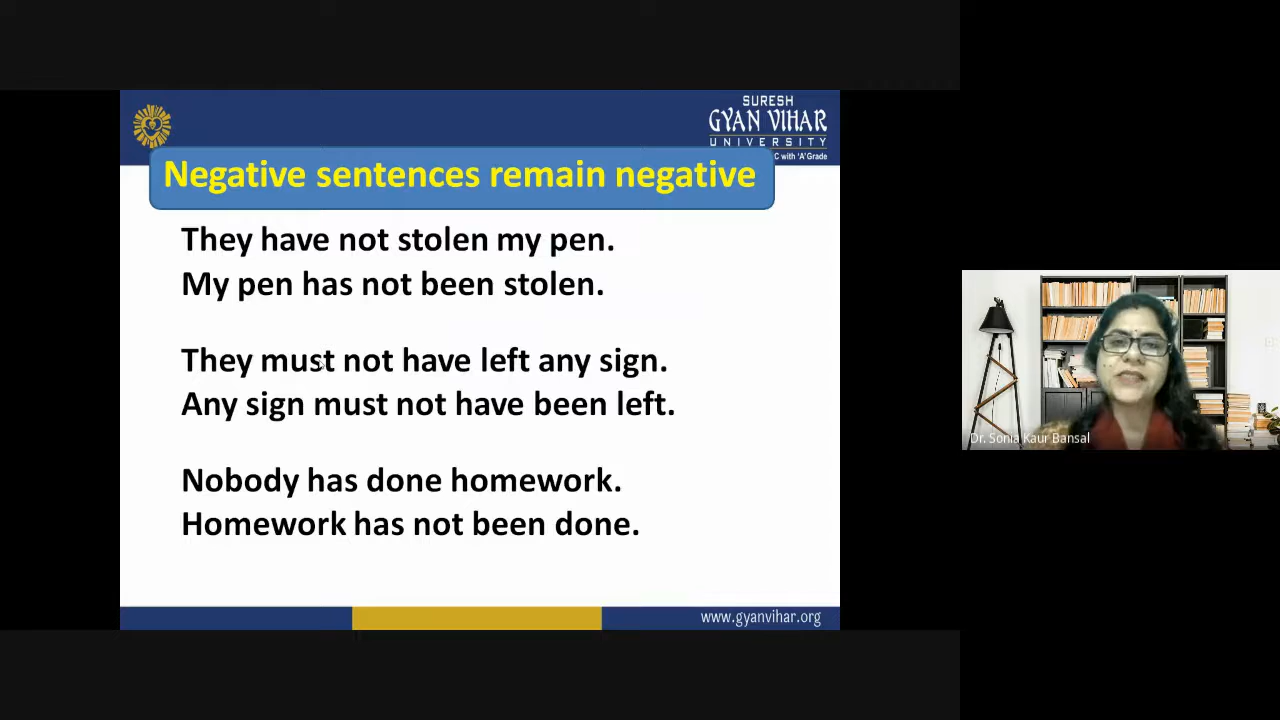 SURESH
GYAN VIHAR
UNIVERSITY
C with 'A' Grade
Negative sentences remain negative
They have not stolen my pen.
My pen has not been stolen.
They must not have left any sign.
Any sign must not have been left.
Nobody has done homework.
Homework has not been done.
Dr. Sonia Kaur Bansal
www.gyanvihar.org